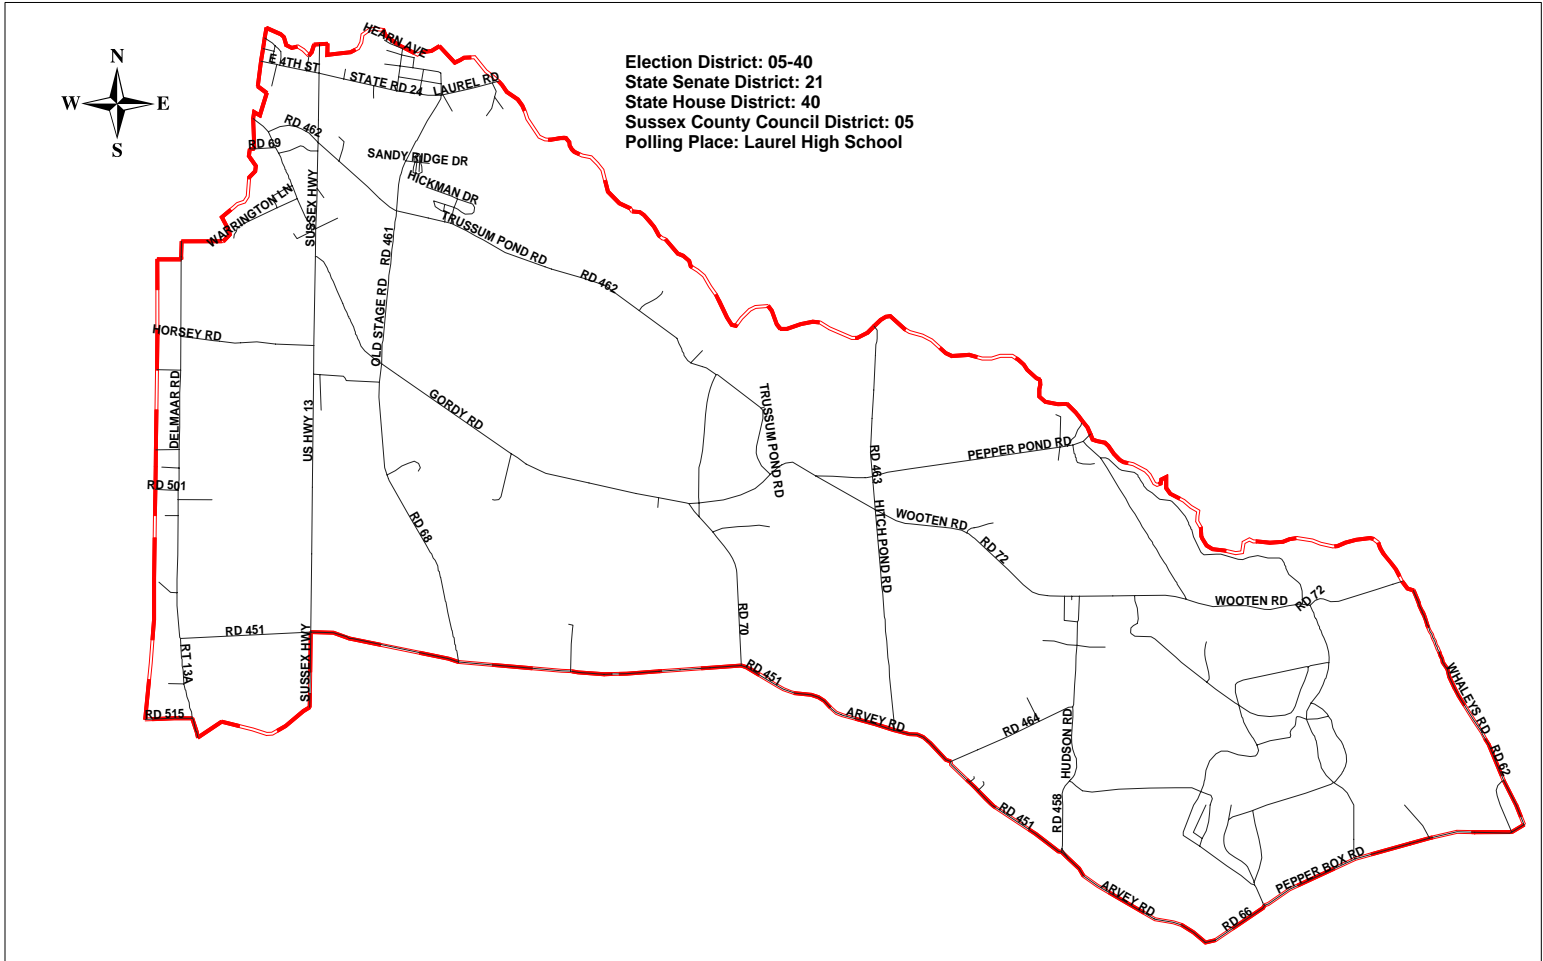 HEARN AVE
N
Election District: 05-40
E 4TH ST
State Senate District: 21
STATE RD 24
LAUREL RD
W
E
State House District: 40
Sussex County Council District: 05
RD 462
S
RD 69
Polling Place: Laurel High School
SANDY RIDGE DR
HICKMAN DR
WARRINGTON LN
SUSSEX HWY
TRUSSUM POND RD
RD 461
RD 462
OLD STAGE RD
HORSEY RD
DELMAAR RD
GORDY RD
US HWY 13
TRUSSUM POND RD
PEPPER POND RD
RD 463
RD 501
HITCH POND RD
WOOTEN RD
RD 68
RD 72
WOOTEN RD
RD 72
RD 70
RD 451
SUSSEX HWY
RT 13A
RD 451
WHALEYS RD
RD 515
ARVEY RD
RD 464
HUDSON RD
RD 62
RD 451
RD 458
PEPPER BOX RD
ARVEY RD
RD 66